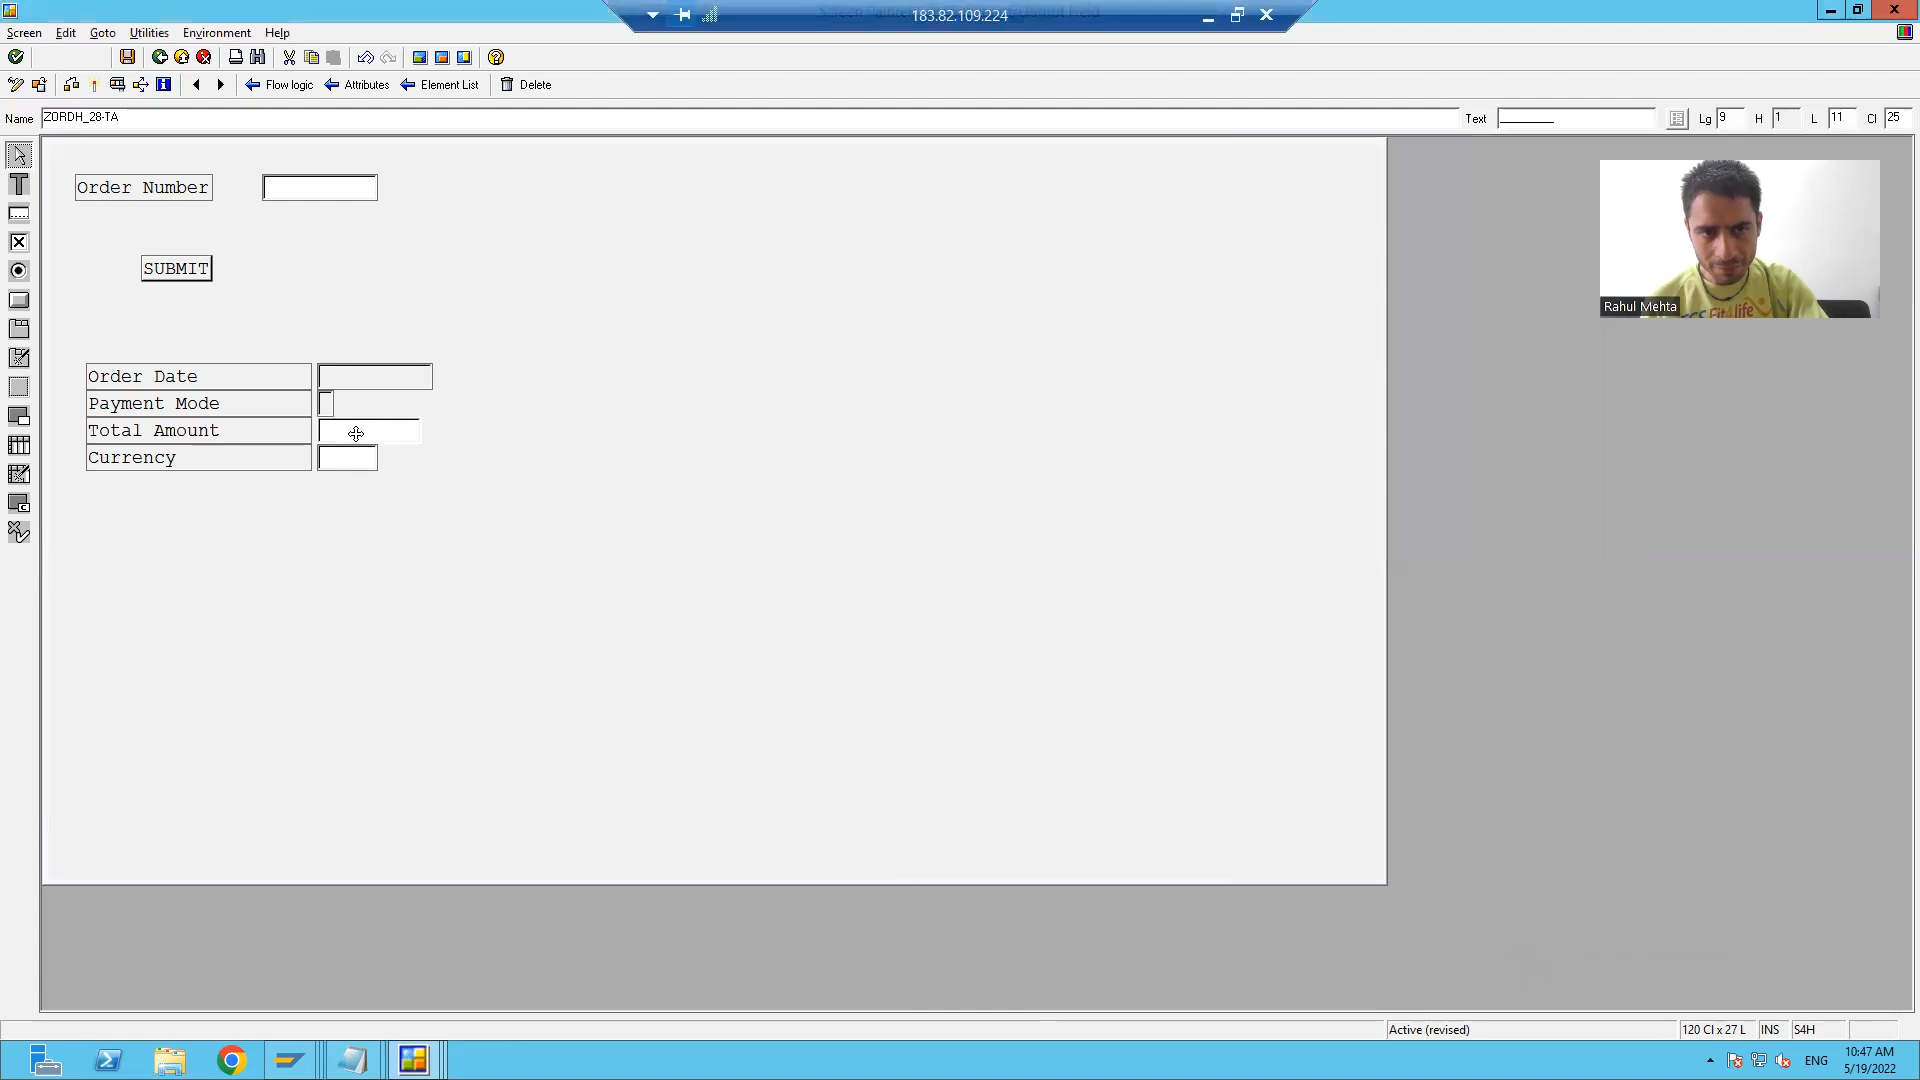 183.82.109.224
Screen Edit Goto Utilities Environment Help
Flow logic Attributes Element List Delete
Name ZORDH_28-TA Text Lg 9 H 1 L 11 Cl 25
Order Number
SUBMIT
Order Date
Payment Mode
Total Amount
Currency
Rahul Mehta
Fit4life
Active (revised) 120 Cl x 27 L INS S4H
ENG 10:47 AM
5/19/2022